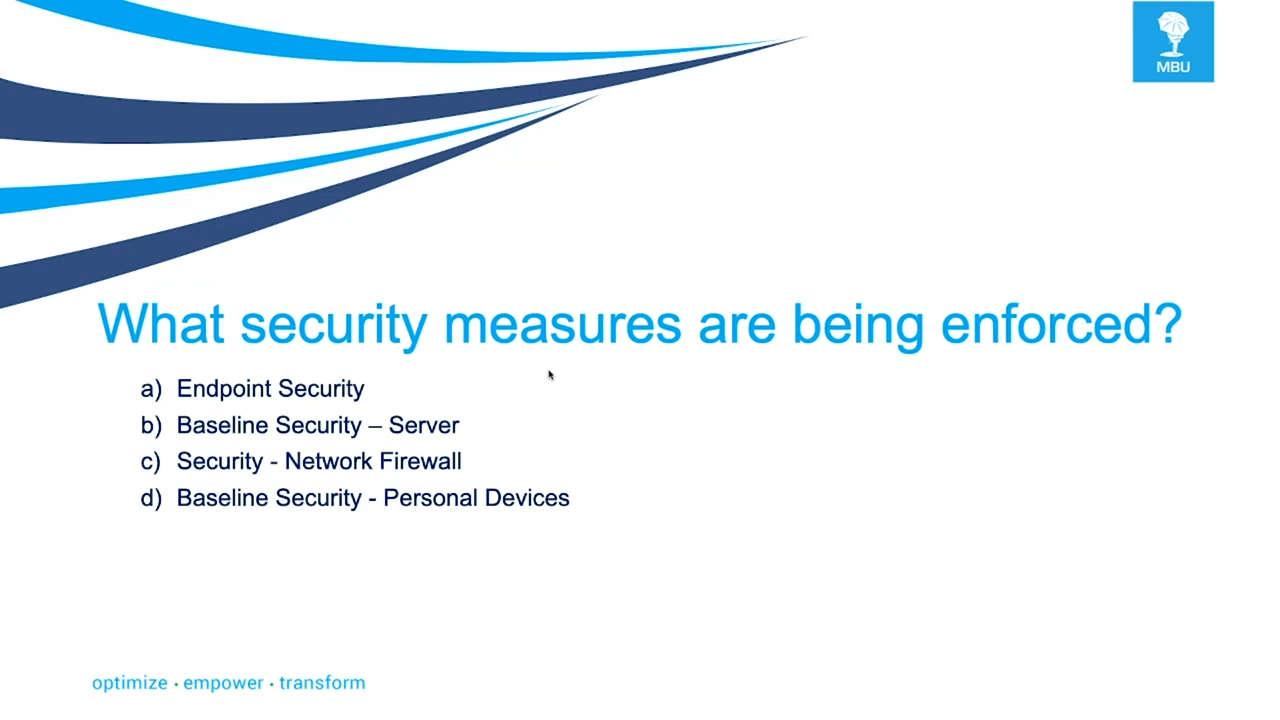 MBU
What security measures are being enforced?
a) Endpoint Security
b) Baseline Security – Server
c) Security - Network Firewall
d) Baseline Security - Personal Devices
optimize · empower · transform